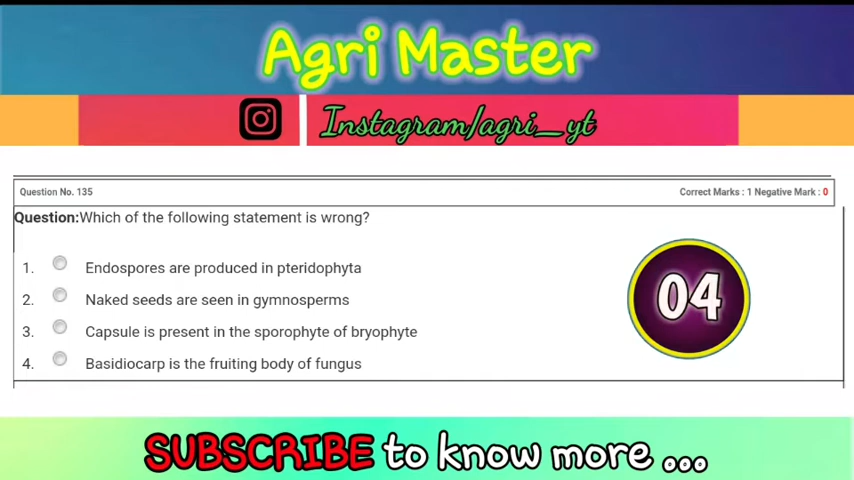 Agri Master
Instagram/agri_yt
Question No. 135 Correct Marks : 1 Negative Mark : 0
Question:Which of the following statement is wrong?
1. Endospores are produced in pteridophyta
2. Naked seeds are seen in gymnosperms
3. Capsule is present in the sporophyte of bryophyte
4. Basidiocarp is the fruiting body of fungus
04
SUBSCRIBE to know more ...